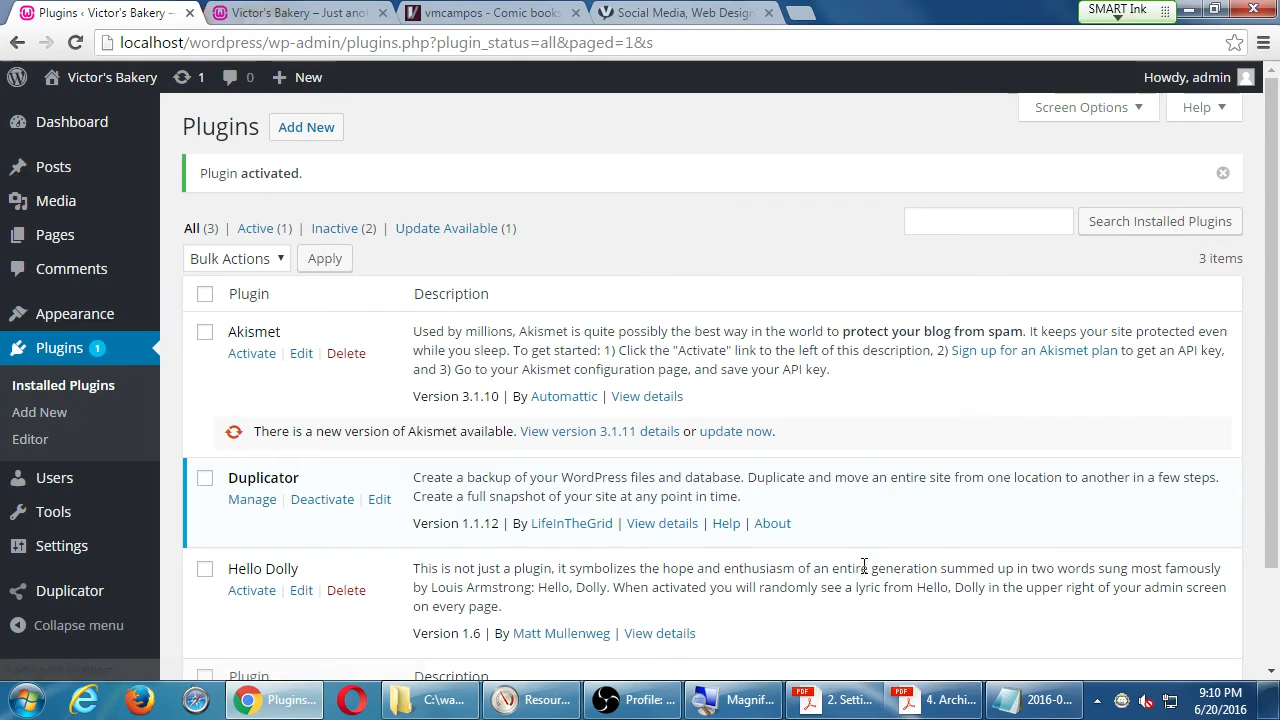 Plugins ‹ Victor's Bakery —
Victor's Bakery – Just ano
vmcampos - Comic books
Social Media, Web Design
SMART Ink
localhost/wordpress/wp-admin/plugins.php?plugin_status=all&paged=1&s
Victor's Bakery
1
0
New
Howdy, admin
Dashboard
Posts
Media
Pages
Comments
Appearance
Plugins 1
Installed Plugins
Add New
Editor
Users
Tools
Settings
Duplicator
Collapse menu
Screen Options
Help
Plugins
Add New
Plugin activated.
All (3) | Active (1) | Inactive (2) | Update Available (1)
Search Installed Plugins
Bulk Actions
Apply
3 items
Plugin
Description
Akismet
Activate | Edit | Delete
Used by millions, Akismet is quite possibly the best way in the world to protect your blog from spam. It keeps your site protected even
while you sleep. To get started: 1) Click the "Activate" link to the left of this description, 2) Sign up for an Akismet plan to get an API key,
and 3) Go to your Akismet configuration page, and save your API key.
Version 3.1.10 | By Automattic | View details
There is a new version of Akismet available. View version 3.1.11 details or update now.
Duplicator
Manage | Deactivate | Edit
Create a backup of your WordPress files and database. Duplicate and move an entire site from one location to another in a few steps.
Create a full snapshot of your site at any point in time.
Version 1.1.12 | By LifeInTheGrid | View details | Help | About
Hello Dolly
Activate | Edit | Delete
This is not just a plugin, it symbolizes the hope and enthusiasm of an entire generation summed up in two words sung most famously
by Louis Armstrong: Hello, Dolly. When activated you will randomly see a lyric from Hello, Dolly in the upper right of your admin screen
on every page.
Version 1.6 | By Matt Mullenweg | View details
Plugin
Description
Plugins...
C:\wa...
Resour...
Profile: ...
Magnif...
2. Setti...
4. Archi...
2016-0...
9:10 PM
6/20/2016